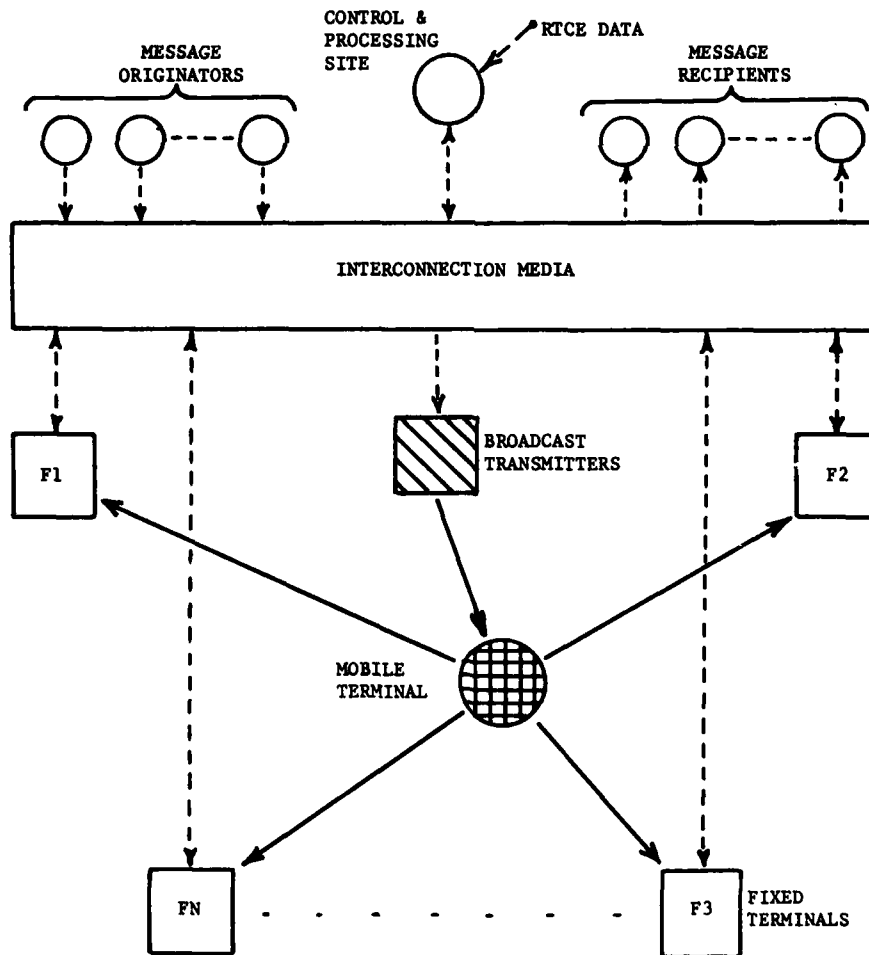 CONTROL &
PROCESSING
SITE
RTCE DATA
MESSAGE
ORIGINATORS
MESSAGE
RECIPIENTS
INTERCONNECTION MEDIA
F1
BROADCAST
TRANSMITTERS
F2
MOBILE
TERMINAL
FN
F3
FIXED
TERMINALS